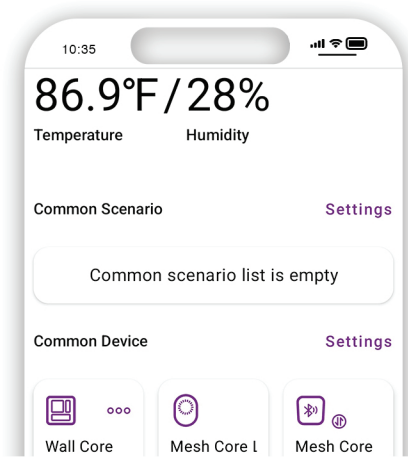 10:35
86.9°F/28%
Temperature Humidity
Common Scenario Settings
Common scenario list is empty
Common Device Settings
Wall Core Mesh Core L Mesh Core